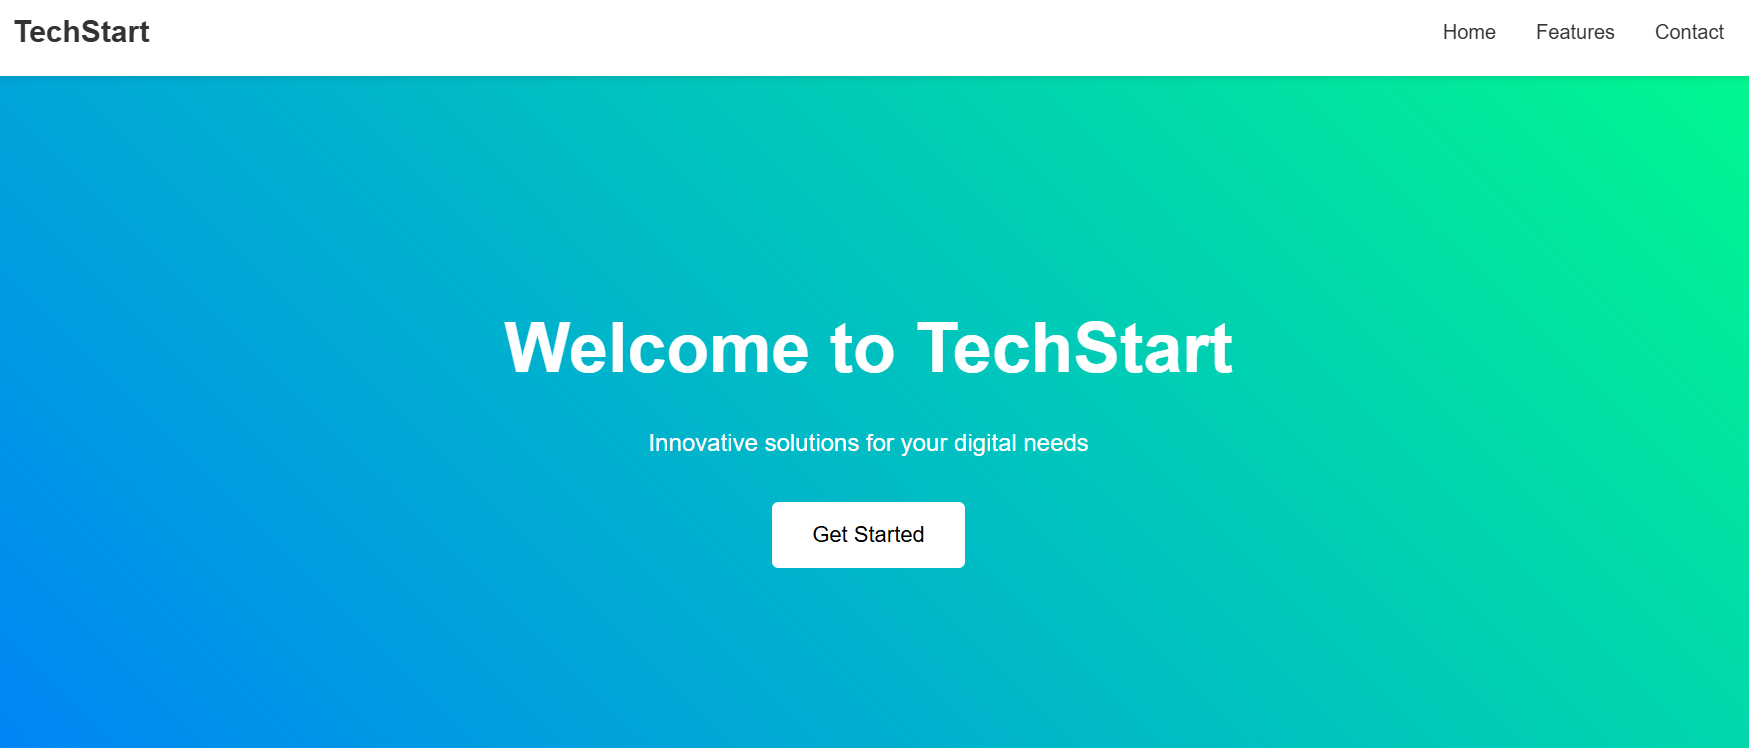 TechStart
Home Features Contact
Welcome to TechStart
Innovative solutions for your digital needs
Get Started